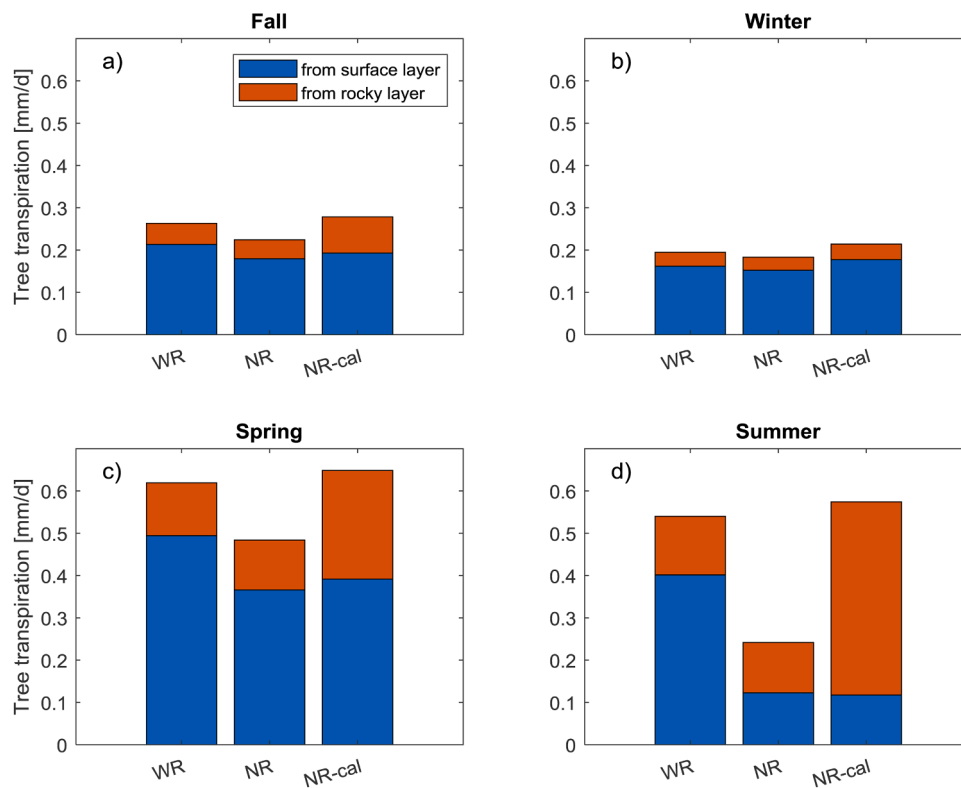 Fall
a)
from surface layer
from rocky layer
Tree transpiration [mm/d]
0.6
0.5
0.4
0.3
0.2
0.1
0
WR
NR
NR-cal
Winter
b)
0.6
0.5
0.4
0.3
0.2
0.1
0
WR
NR
NR-cal
Spring
c)
Tree transpiration [mm/d]
0.6
0.5
0.4
0.3
0.2
0.1
0
WR
NR
NR-cal
Summer
d)
0.6
0.5
0.4
0.3
0.2
0.1
0
WR
NR
NR-cal